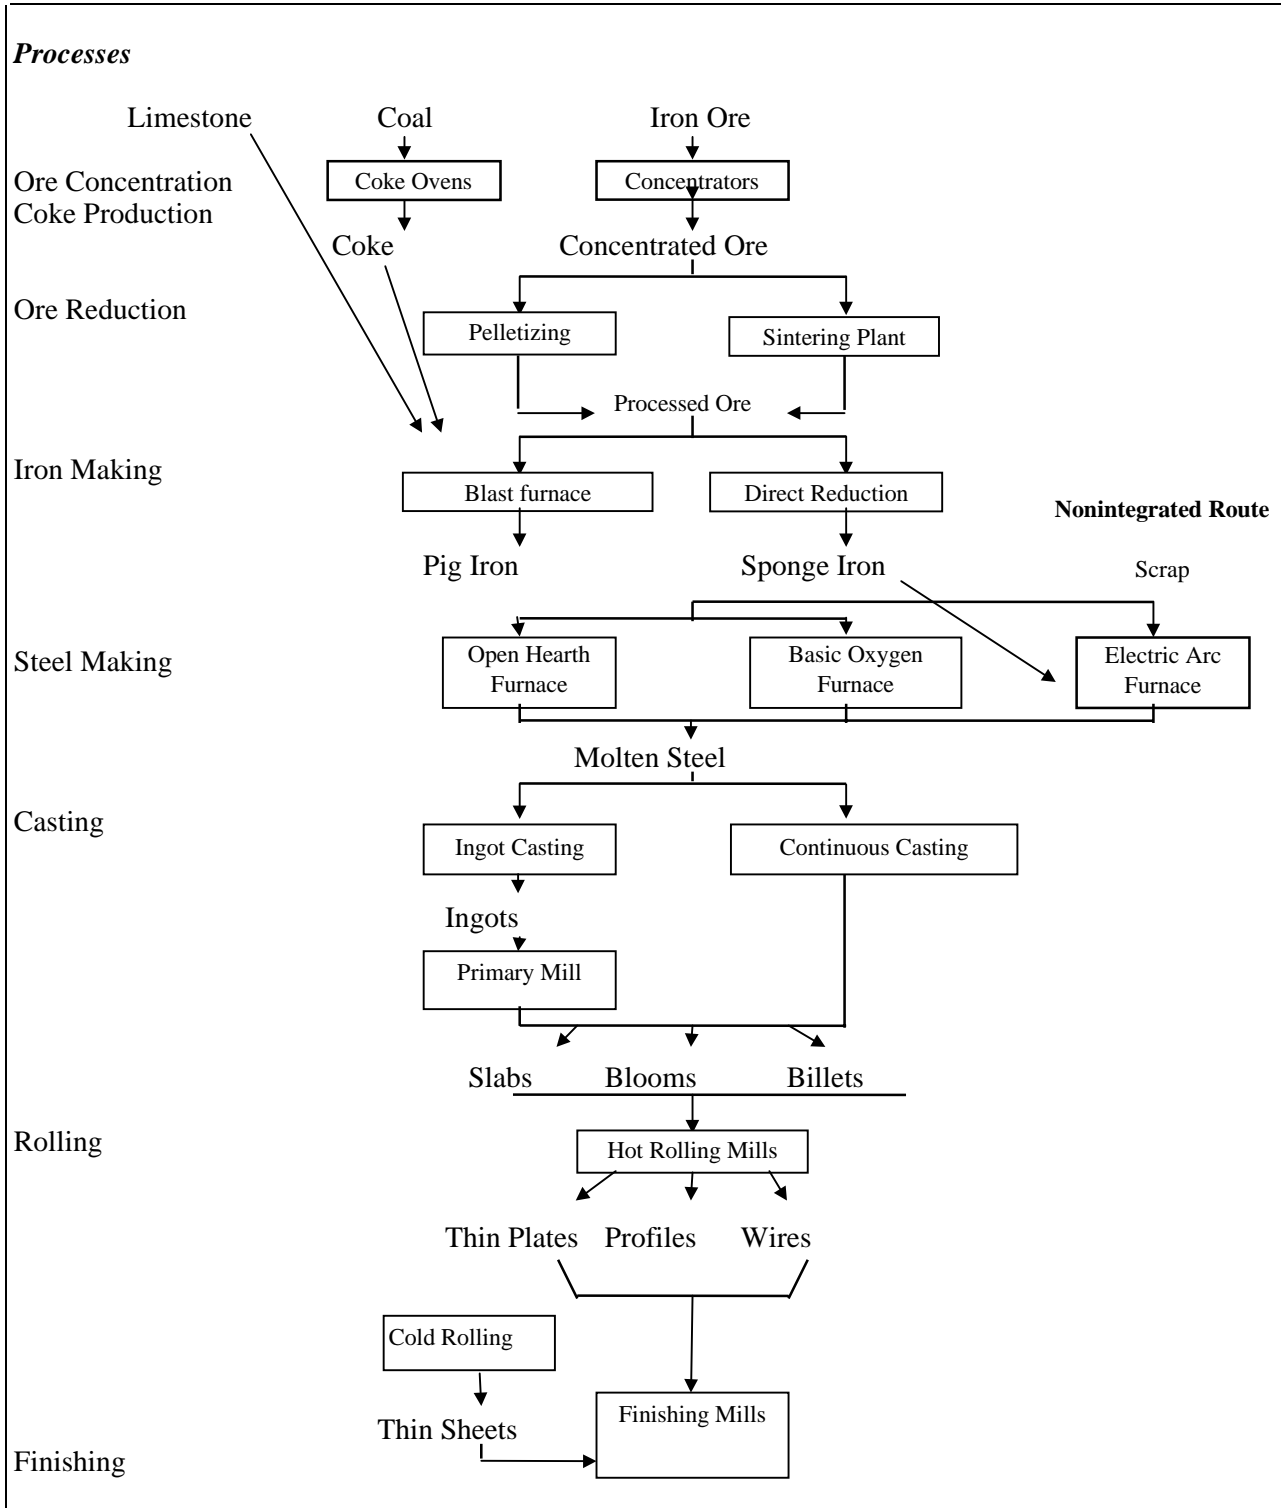 Processes
Limestone
Coal
Iron Ore
Ore Concentration
Coke Production
Coke Ovens
Concentrators
Coke
Concentrated Ore
Ore Reduction
Pelletizing
Sintering Plant
Processed Ore
Iron Making
Blast furnace
Direct Reduction
Nonintegrated Route
Pig Iron
Sponge Iron
Scrap
Steel Making
Open Hearth
Furnace
Basic Oxygen
Furnace
Electric Arc
Furnace
Molten Steel
Casting
Ingot Casting
Continuous Casting
Ingots
Primary Mill
Slabs
Blooms
Billets
Rolling
Hot Rolling Mills
Thin Plates
Profiles
Wires
Cold Rolling
Thin Sheets
Finishing Mills
Finishing